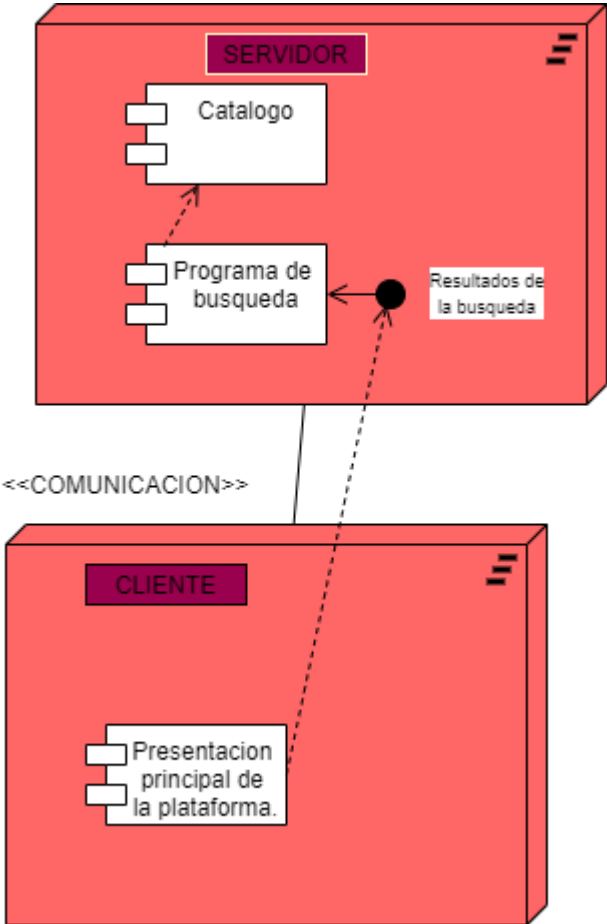 SERVIDOR
Catalogo
Programa de
busqueda
Resultados de
la busqueda
<<COMUNICACION>>
CLIENTE
Presentacion
principal de
la plataforma.